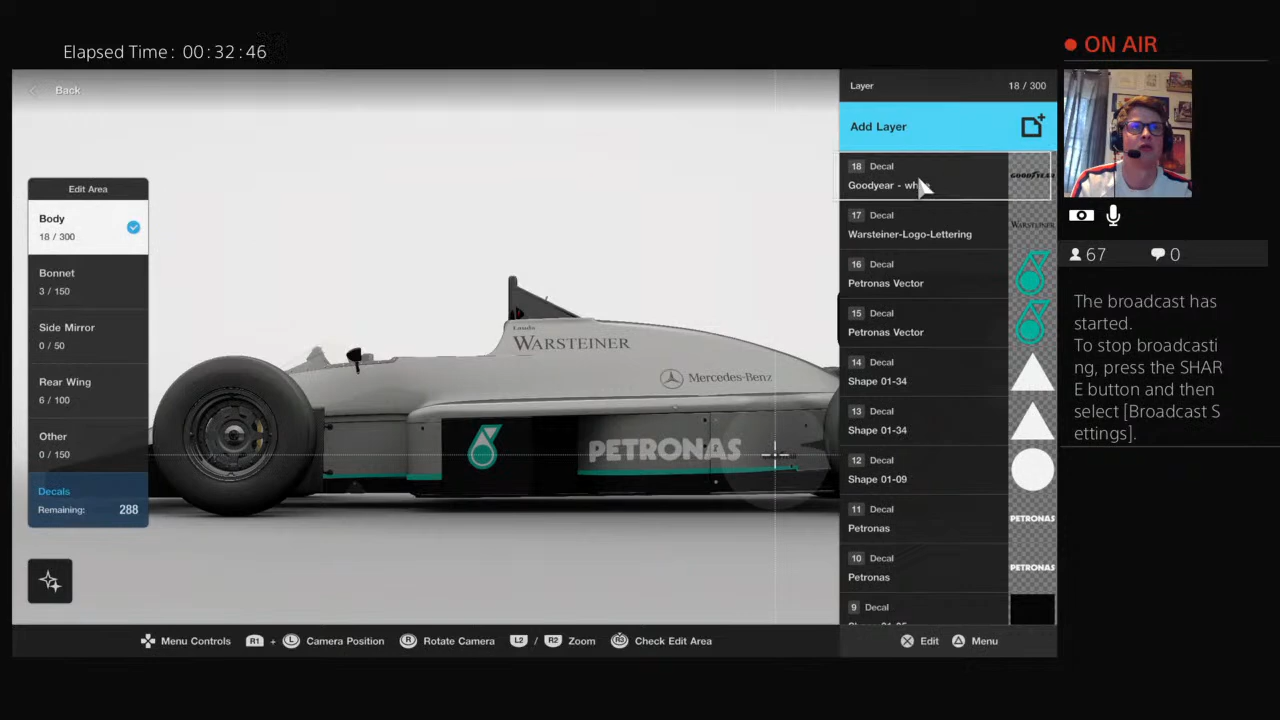 Elapsed Time: 00:32:46
ON AIR
Back
Edit Area
Body
18 / 300
Bonnet
3 / 150
Side Mirror
0 / 50
Rear Wing
6 / 100
Other
0 / 150
Decals
Remaining: 288
Lauda
WARSTEINER
Mercedes-Benz
PETRONAS
Layer 18 / 300
Add Layer
18 Decal
GOODYEAR
17 Decal
Warsteiner-Logo-Lettering
WARSTEINER
16 Decal
Petronas Vector
15 Decal
Petronas Vector
14 Decal
Shape 01-34
13 Decal
Shape 01-34
12 Decal
Shape 01-09
11 Decal
Petronas
PETRONAS
10 Decal
Petronas
PETRONAS
9 Decal
67 0
The broadcast has
started.
To stop broadcasti
ng, press the SHAR
E button and then
select [Broadcast S
ettings].
Menu Controls R1 + L Camera Position R Rotate Camera L2 / R2 Zoom R3 Check Edit Area Edit Menu